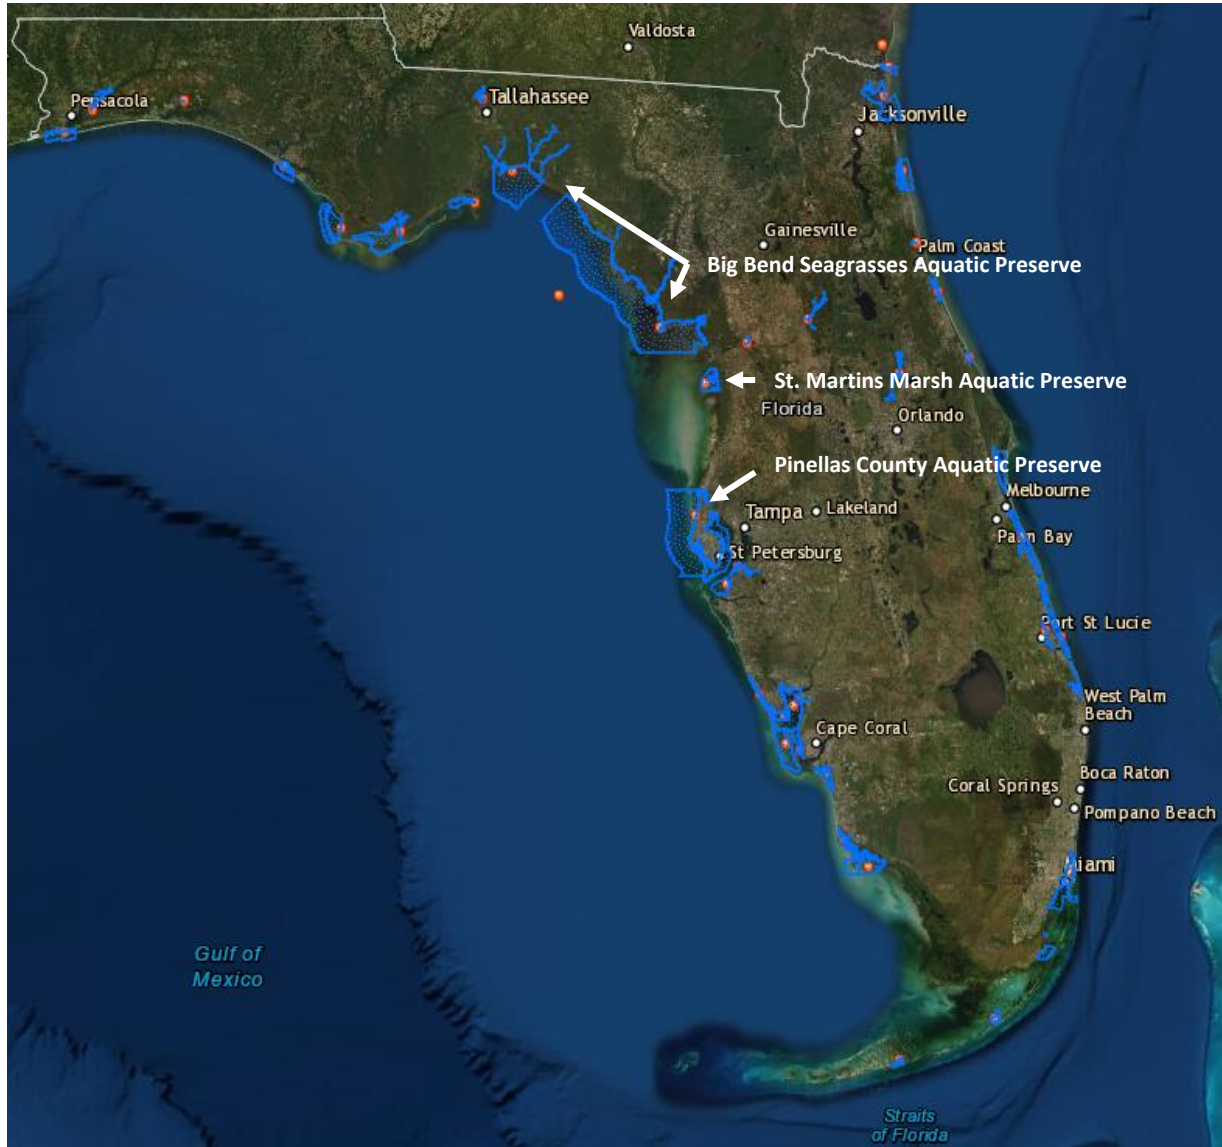 Valdosta
Pensacola
Tallahassee
Jacksonville
Gainesville
Palm Coast
Big Bend Seagrasses Aquatic Preserve
St. Martins Marsh Aquatic Preserve
Florida
Orlando
Pinellas County Aquatic Preserve
Melbourne
Tampa
Lakeland
Palm Bay
St Petersburg
Port St Lucie
West Palm
Beach
Cape Coral
Boca Raton
Coral Springs
Pompano Beach
Miami
Gulf of
Mexico
Straits
of Florida